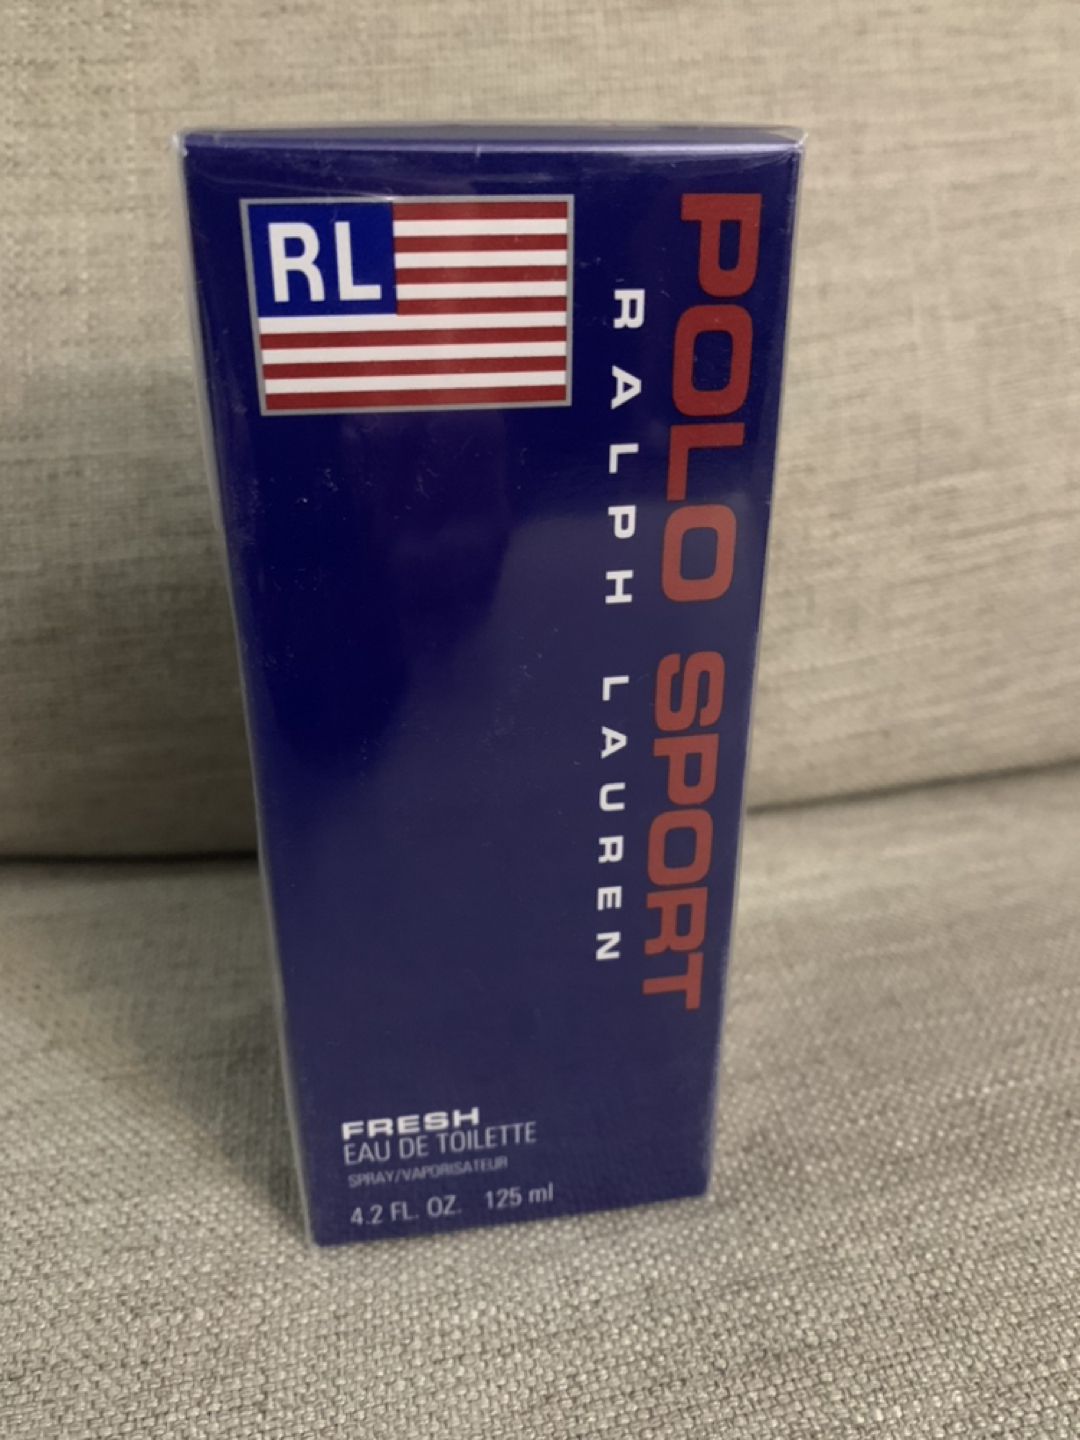 RL
POLO SPORT
RALPH LAUREN
FRESH
EAU DE TOILETTE
SPRAY/VAPORISATEUR
4.2 FL. OZ. 125 ml